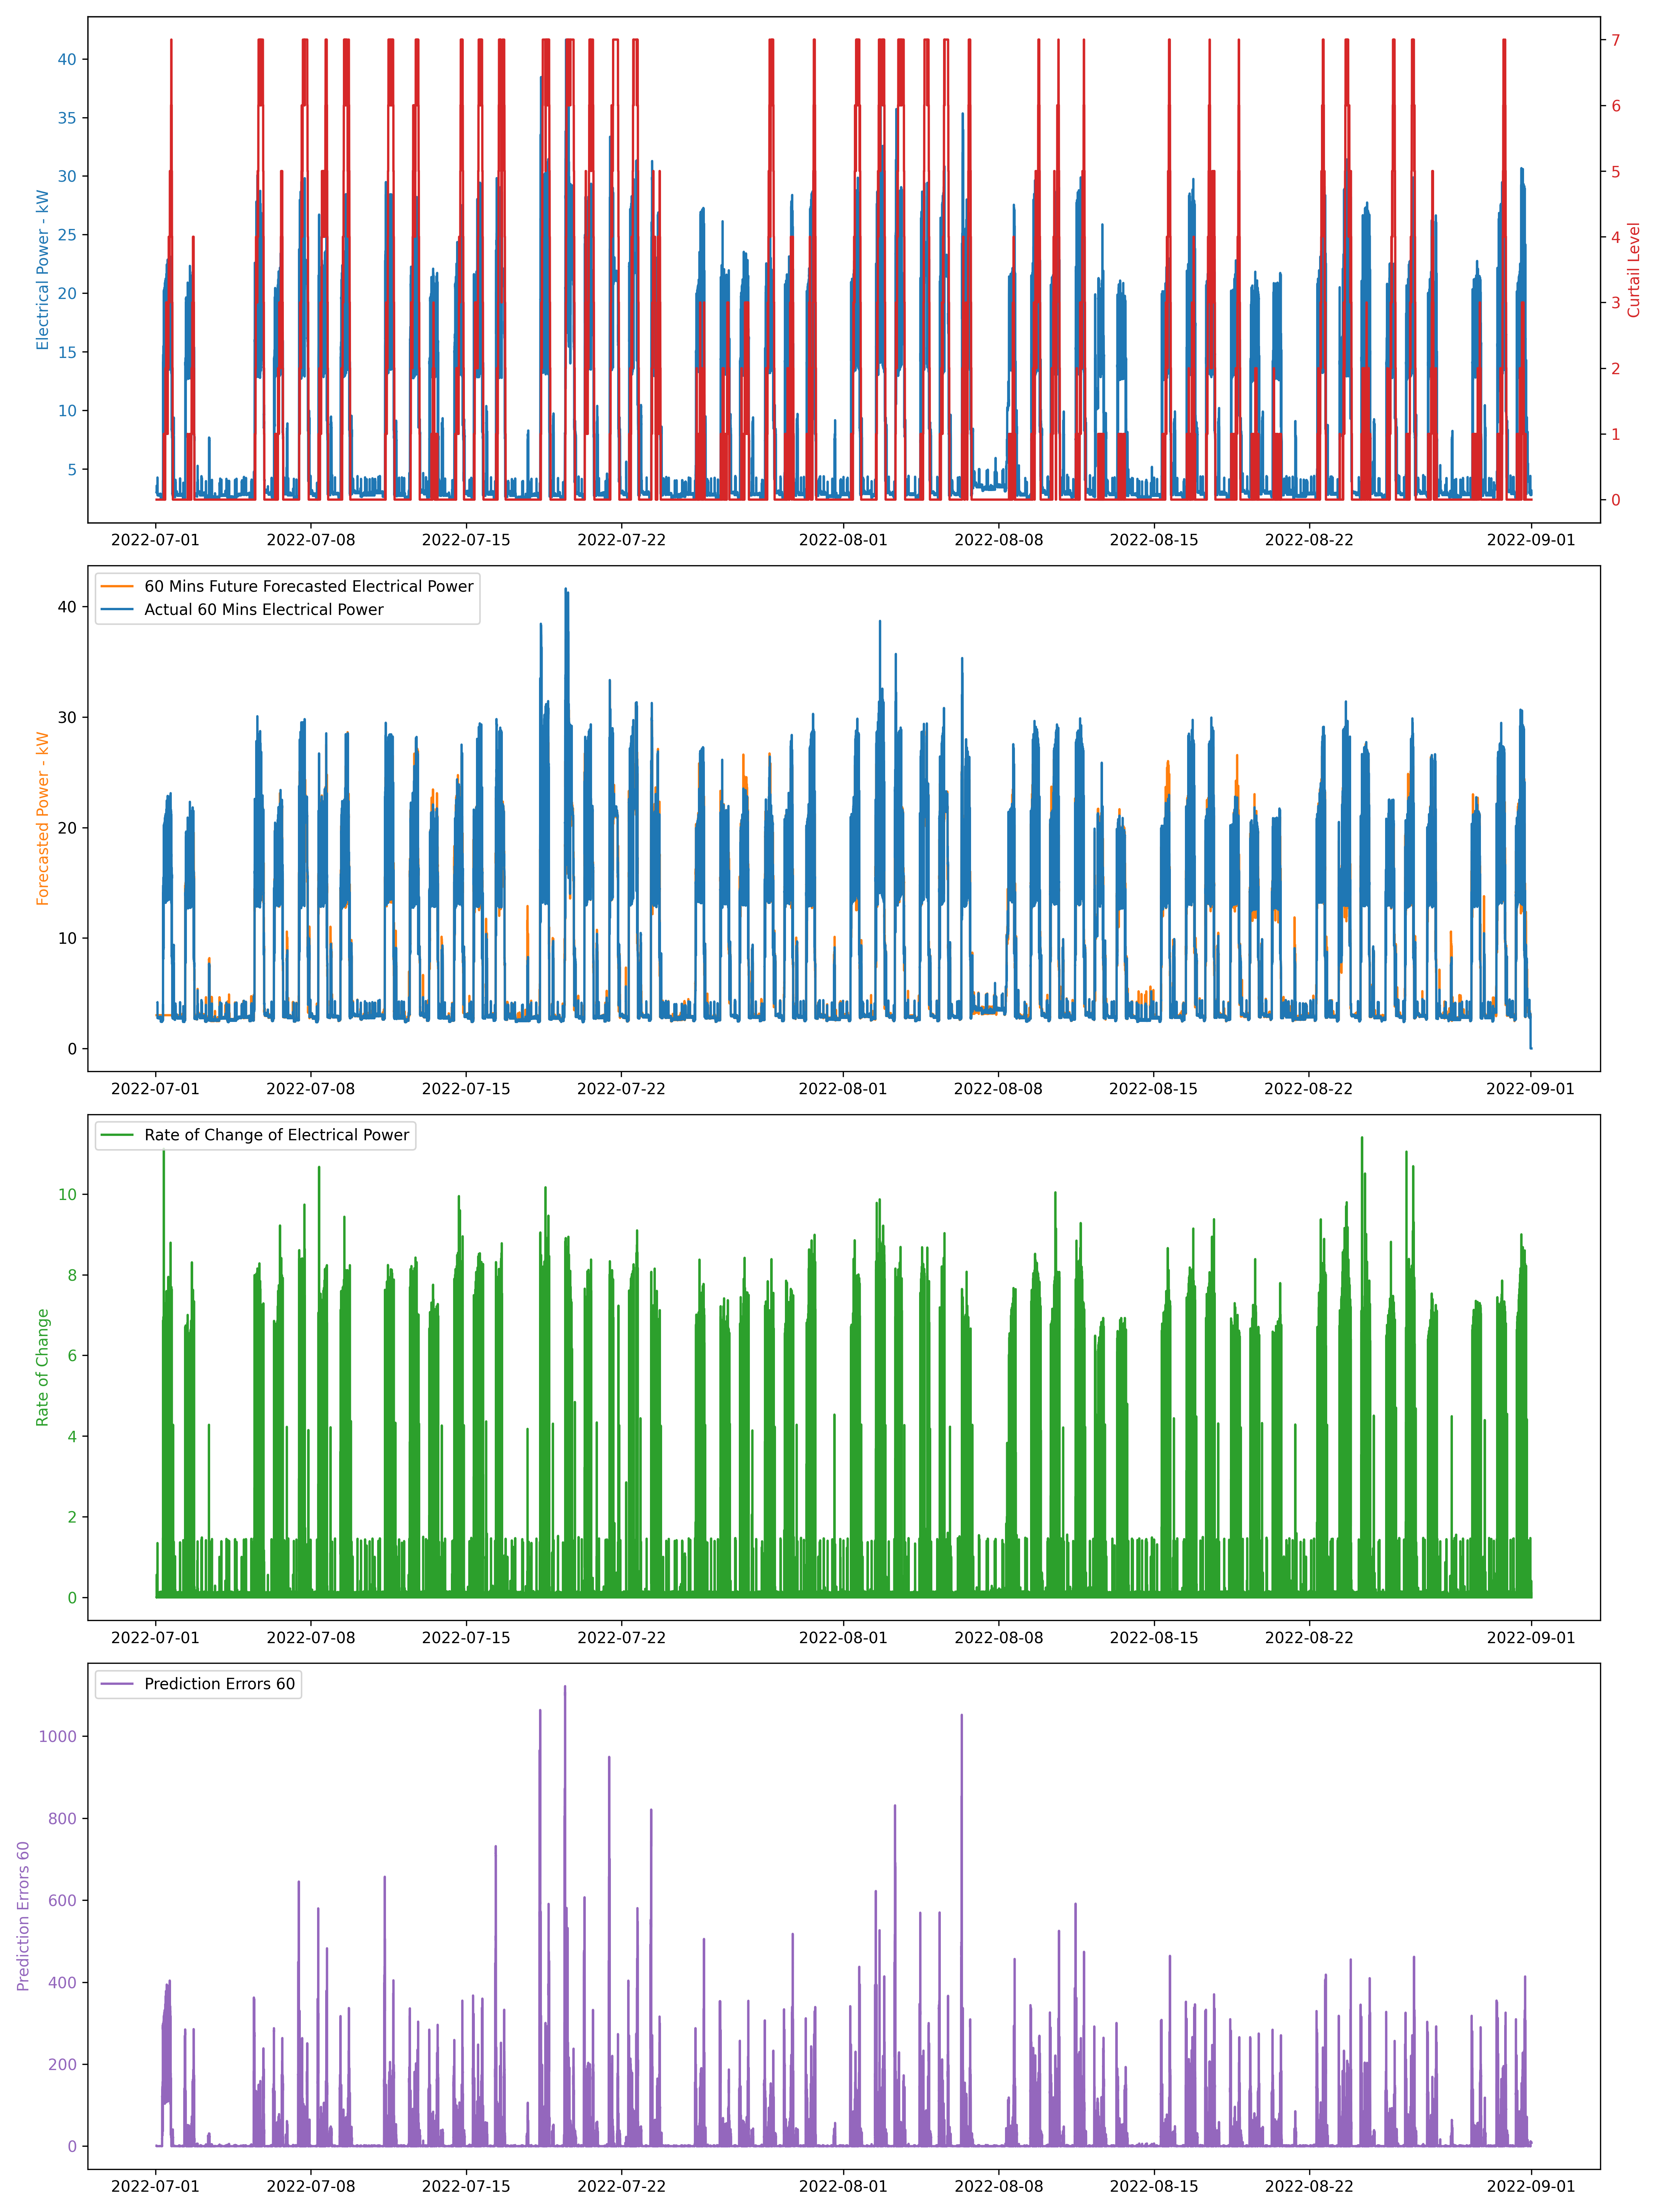 40
35
30
25
20
15
10
5
Electrical Power - kW
7
6
5
4
3
2
1
0
Curtail Level
2022-07-01 2022-07-08 2022-07-15 2022-07-22 2022-08-01 2022-08-08 2022-08-15 2022-08-22 2022-09-01
60 Mins Future Forecasted Electrical Power
Actual 60 Mins Electrical Power
40
30
20
10
0
Forecasted Power - kW
2022-07-01 2022-07-08 2022-07-15 2022-07-22 2022-08-01 2022-08-08 2022-08-15 2022-08-22 2022-09-01
Rate of Change of Electrical Power
10
8
6
4
2
0
Rate of Change
2022-07-01 2022-07-08 2022-07-15 2022-07-22 2022-08-01 2022-08-08 2022-08-15 2022-08-22 2022-09-01
Prediction Errors 60
1000
800
600
400
200
0
Prediction Errors 60
2022-07-01 2022-07-08 2022-07-15 2022-07-22 2022-08-01 2022-08-08 2022-08-15 2022-08-22 2022-09-01